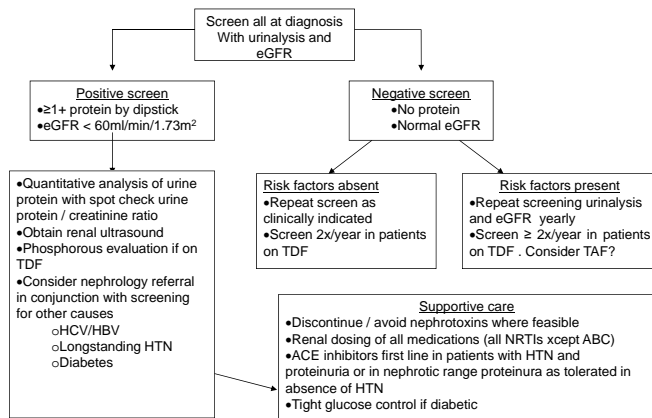 Screen all at diagnosis
With urinalysis and
eGFR
Positive screen
•≥1+ protein by dipstick
•eGFR < 60ml/min/1.73m²
Negative screen
•No protein
•Normal eGFR
•Quantitative analysis of urine
protein with spot check urine
protein / creatinine ratio
•Obtain renal ultrasound
•Phosphorous evaluation if on
TDF
•Consider nephrology referral
in conjunction with screening
for other causes
oHCV/HBV
oLongstanding HTN
oDiabetes
Risk factors absent
•Repeat screen as
clinically indicated
•Screen 2x/year in patients
on TDF
Risk factors present
•Repeat screening urinalysis
and eGFR yearly
•Screen ≥ 2x/year in patients
on TDF . Consider TAF?
Supportive care
•Discontinue / avoid nephrotoxins where feasible
•Renal dosing of all medications (all NRTIs xcept ABC)
•ACE inhibitors first line in patients with HTN and
proteinuria or in nephrotic range proteinura as tolerated in
absence of HTN
•Tight glucose control if diabetic